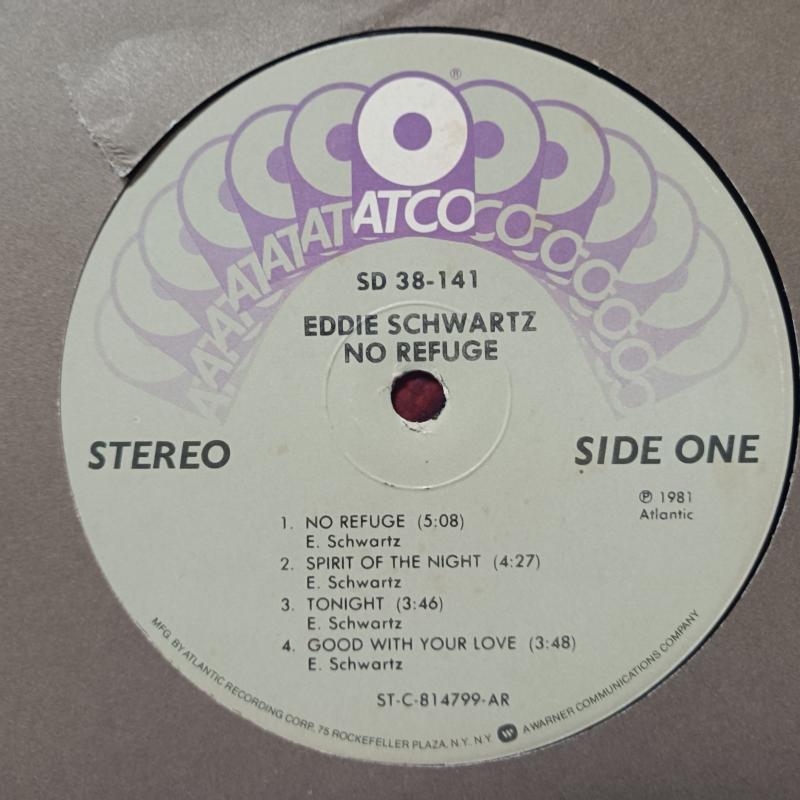 ®
ATATATATATATCOCOCOCOCOCO
SD 38-141
EDDIE SCHWARTZ
NO REFUGE
STEREO
SIDE ONE
℗ 1981
Atlantic
1. NO REFUGE (5:08)
E. Schwartz
2. SPIRIT OF THE NIGHT (4:27)
E. Schwartz
3. TONIGHT (3:46)
E. Schwartz
4. GOOD WITH YOUR LOVE (3:48)
E. Schwartz
ST-C-814799-AR
MFG. BY ATLANTIC RECORDING CORP., 75 ROCKEFELLER PLAZA, N.Y., N.Y. W A WARNER COMMUNICATIONS COMPANY